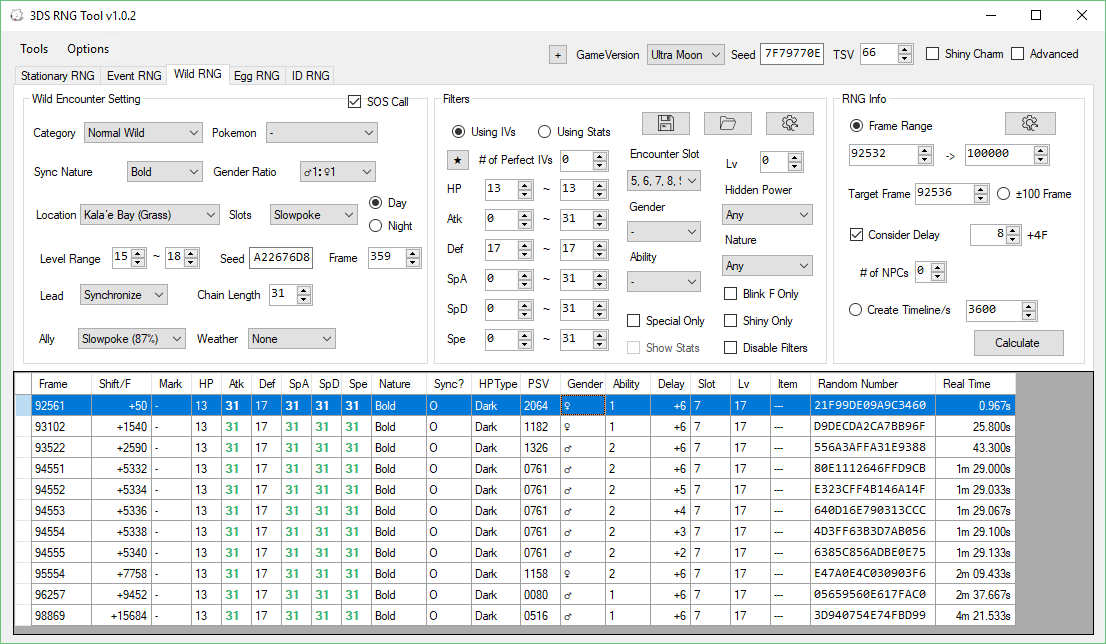 3DS RNG Tool v1.0.2
Tools Options
+ GameVersion Ultra Moon Seed 7F79770E TSV 66 Shiny Charm Advanced
Stationary RNG Event RNG Wild RNG Egg RNG ID RNG
Wild Encounter Setting
SOS Call
Category Normal Wild Pokemon -
Sync Nature Bold Gender Ratio ♂1:♀1
Location Kala'e Bay (Grass) Slots Slowpoke
Day
Night
Level Range 15 ~ 18 Seed A22676D8 Frame 359
Lead Synchronize Chain Length 31
Ally Slowpoke (87%) Weather None
Filters
Using IVs Using Stats
★ # of Perfect IVs 0
HP 13 ~ 13
Atk 0 ~ 31
Def 17 ~ 17
SpA 0 ~ 31
SpD 0 ~ 31
Spe 0 ~ 31
Encounter Slot
5, 6, 7, 8, 9
Gender
-
Ability
-
Special Only
Show Stats
Lv 0
Hidden Power
Any
Nature
Any
Blink F Only
Shiny Only
Disable Filters
RNG Info
Frame Range
92532 -> 100000
Target Frame 92536 ±100 Frame
Consider Delay 8 +4F
# of NPCs 0
Create Timeline/s 3600
Calculate
Frame Shift/F Mark HP Atk Def SpA SpD Spe Nature Sync? HPType PSV Gender Ability Delay Slot Lv Item Random Number Real Time
92561 +50 - 13 31 17 31 31 31 Bold O Dark 2064 ♀ 1 +6 7 17 --- 21F99DE09A9C3460 0.967s
93102 +1540 - 13 31 17 31 31 31 Bold O Dark 1182 ♀ 1 +6 7 17 --- D9DECDA2CA7BB96F 25.800s
93522 +2590 - 13 31 17 31 31 31 Bold O Dark 1326 ♂ 2 +6 7 17 --- 556A3AFFA31E9388 43.300s
94551 +5332 - 13 31 17 31 31 31 Bold O Dark 0761 ♂ 2 +6 7 17 --- 80E1112646FFD9CB 1m 29.000s
94552 +5334 - 13 31 17 31 31 31 Bold O Dark 0761 ♂ 2 +5 7 17 --- E323CFF4B146A14F 1m 29.033s
94553 +5336 - 13 31 17 31 31 31 Bold O Dark 0761 ♂ 2 +4 7 17 --- 640D16E790313CCC 1m 29.067s
94554 +5338 - 13 31 17 31 31 31 Bold O Dark 0761 ♂ 2 +3 7 17 --- 4D3FF63B3D7AB056 1m 29.100s
94555 +5340 - 13 31 17 31 31 31 Bold O Dark 0761 ♂ 2 +2 7 17 --- 6385C856ADBE0E75 1m 29.133s
95554 +7758 - 13 31 17 31 31 31 Bold O Dark 1158 ♀ 2 +6 7 17 --- E47A0E4C030903F6 2m 09.433s
96257 +9452 - 13 31 17 31 31 31 Bold O Dark 0080 ♂ 1 +6 7 17 --- 05659560E617FAC0 2m 37.667s
98869 +15684 - 13 31 17 31 31 31 Bold O Dark 0516 ♂ 1 +6 7 17 --- 3D940754E74FBD99 4m 21.533s